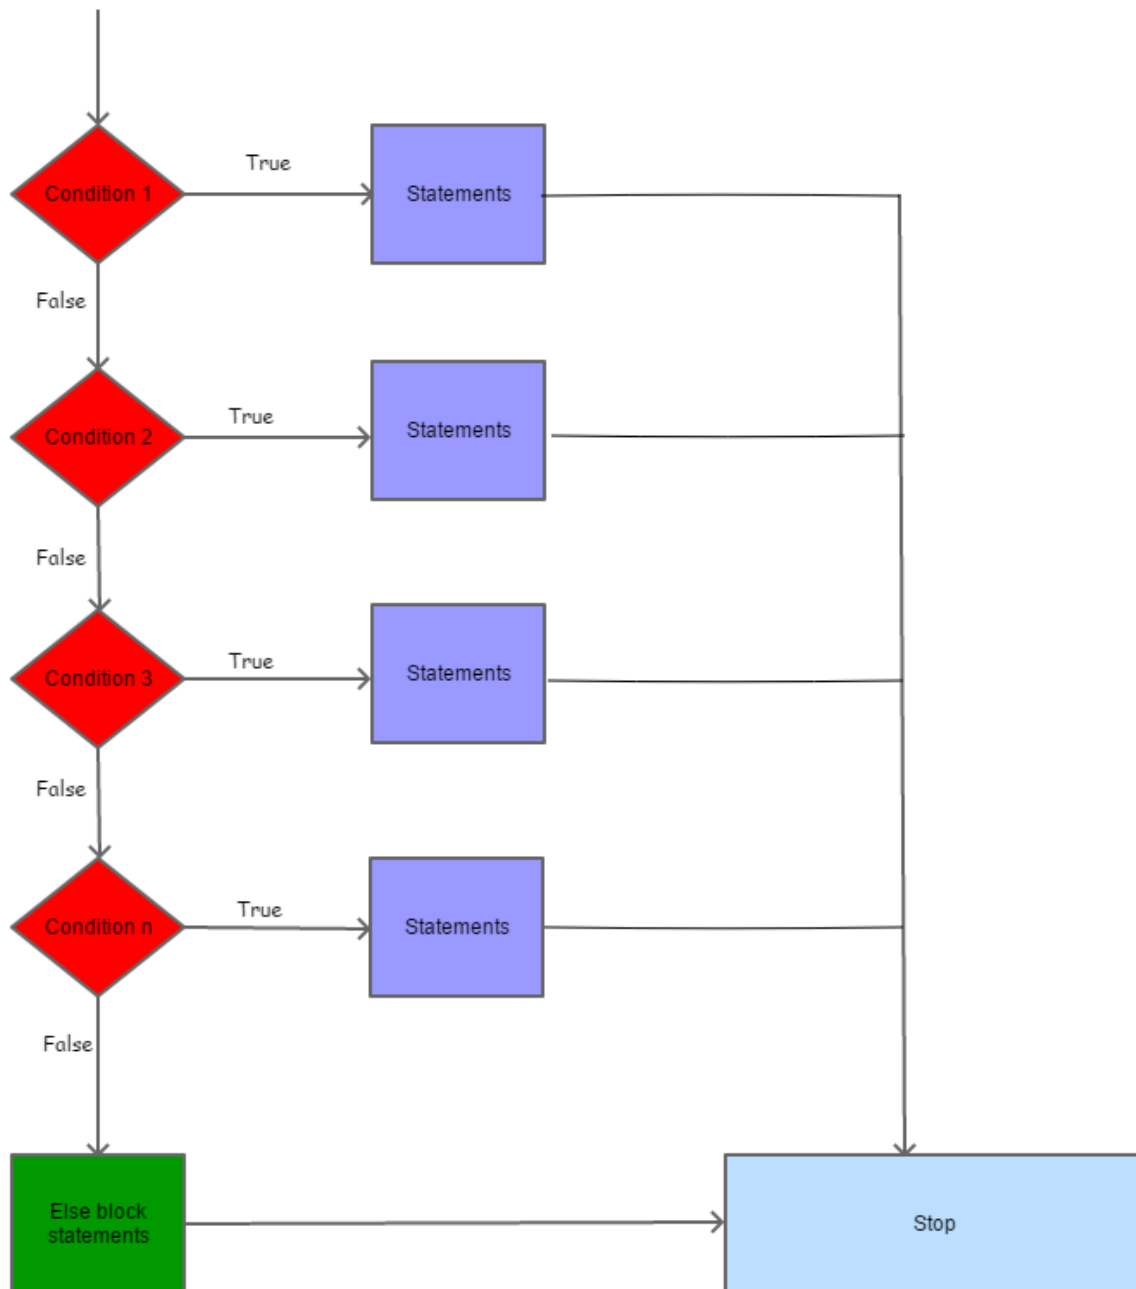 True
Condition 1
Statements
False
True
Condition 2
Statements
False
True
Condition 3
Statements
False
True
Condition n
Statements
False
Else block
statements
Stop